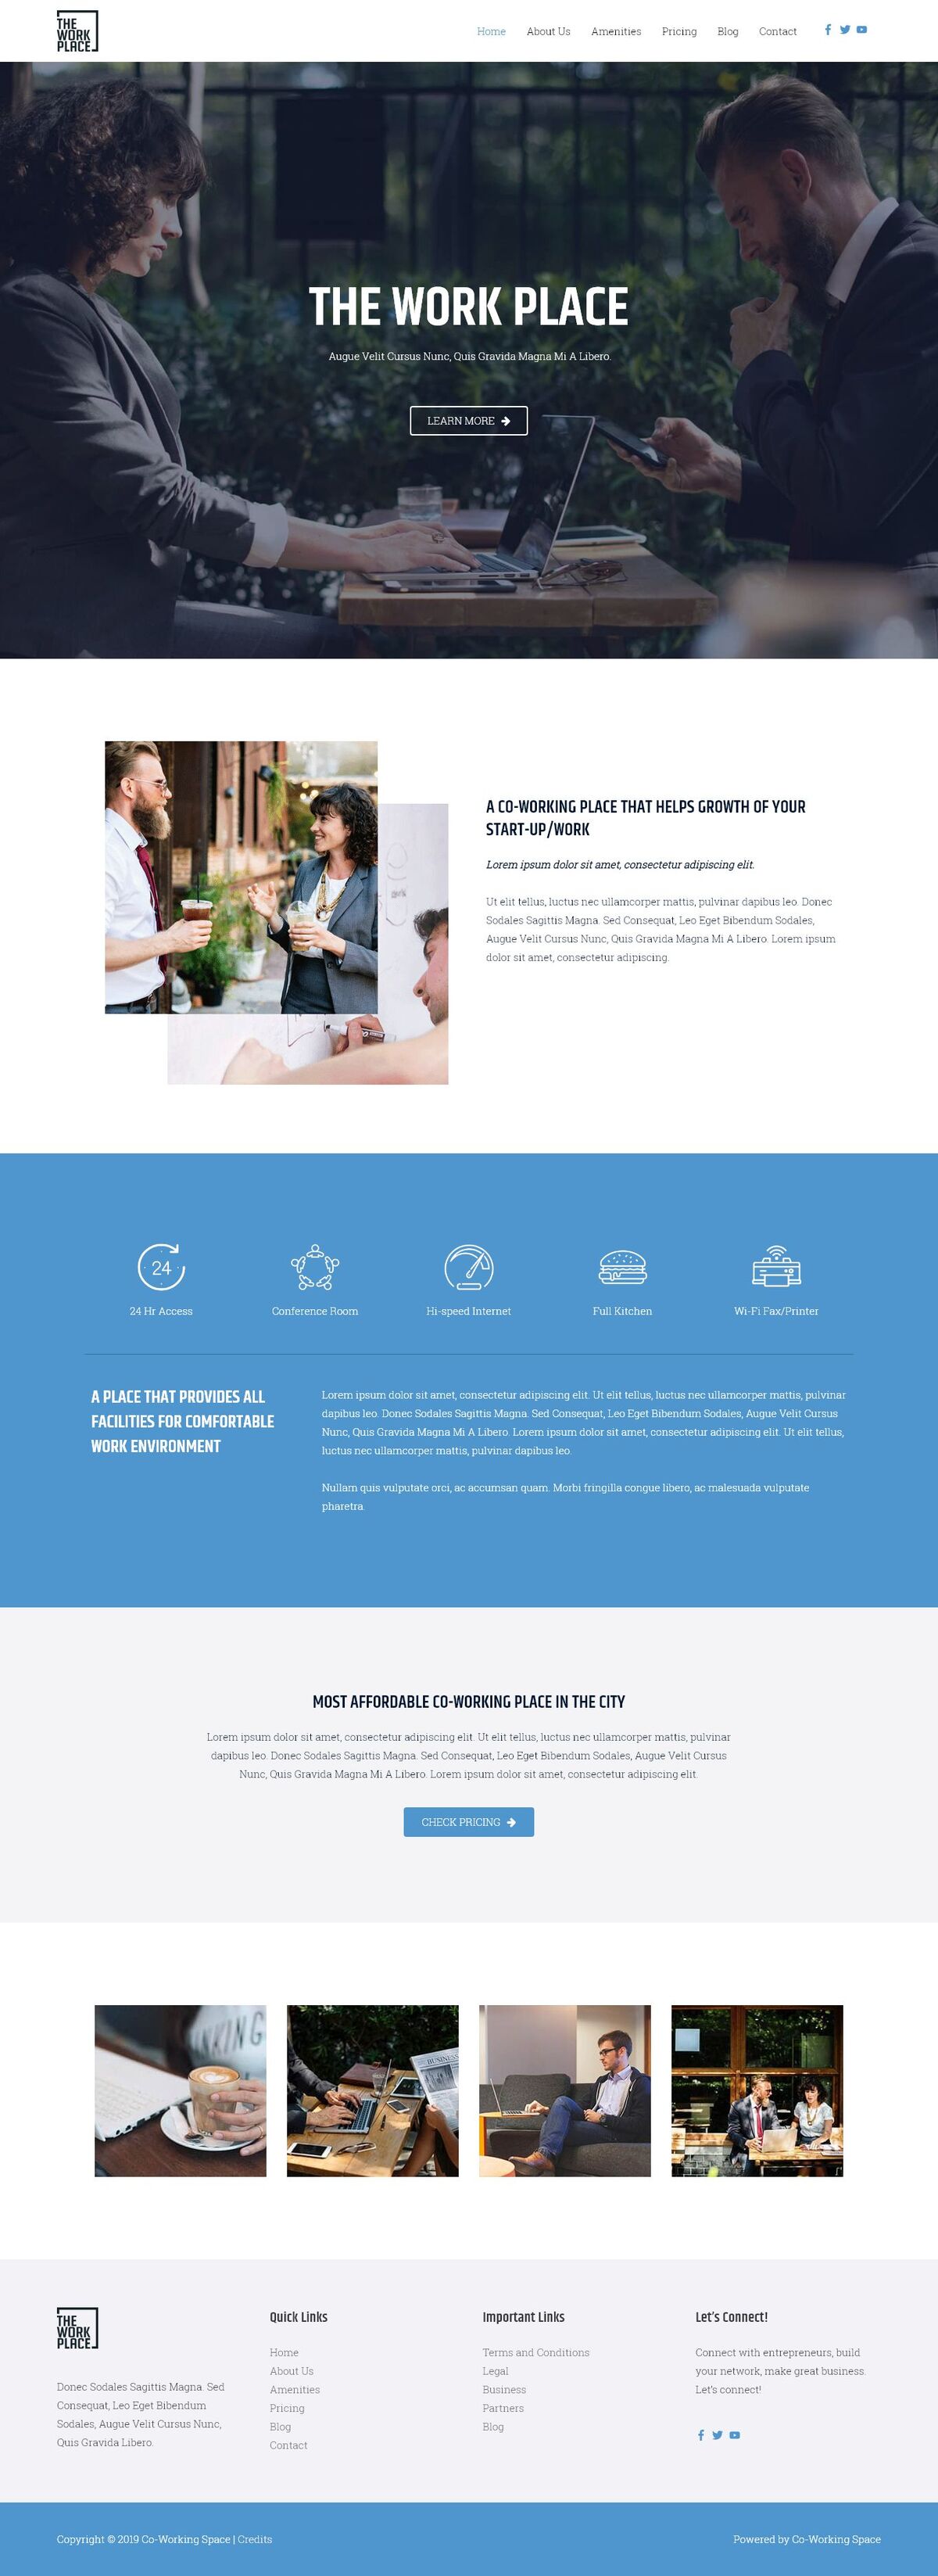 THE
WORK
PLACE
Home About Us Amenities Pricing Blog Contact
THE WORK PLACE
Augue Velit Cursus Nunc, Quis Gravida Magna Mi A Libero.
LEARN MORE
A CO-WORKING PLACE THAT HELPS GROWTH OF YOUR
START-UP/WORK
Lorem ipsum dolor sit amet, consectetur adipiscing elit.
Ut elit tellus, luctus nec ullamcorper mattis, pulvinar dapibus leo. Donec
Sodales Sagittis Magna. Sed Consequat, Leo Eget Bibendum Sodales,
Augue Velit Cursus Nunc, Quis Gravida Magna Mi A Libero. Lorem ipsum
dolor sit amet, consectetur adipiscing.
24
24 Hr Access Conference Room Hi-speed Internet Full Kitchen Wi-Fi Fax/Printer
A PLACE THAT PROVIDES ALL
FACILITIES FOR COMFORTABLE
WORK ENVIRONMENT
Lorem ipsum dolor sit amet, consectetur adipiscing elit. Ut elit tellus, luctus nec ullamcorper mattis, pulvinar
dapibus leo. Donec Sodales Sagittis Magna. Sed Consequat, Leo Eget Bibendum Sodales, Augue Velit Cursus
Nunc, Quis Gravida Magna Mi A Libero. Lorem ipsum dolor sit amet, consectetur adipiscing elit. Ut elit tellus,
luctus nec ullamcorper mattis, pulvinar dapibus leo.
Nullam quis vulputate orci, ac accumsan quam. Morbi fringilla congue libero, ac malesuada vulputate
pharetra.
MOST AFFORDABLE CO-WORKING PLACE IN THE CITY
Lorem ipsum dolor sit amet, consectetur adipiscing elit. Ut elit tellus, luctus nec ullamcorper mattis, pulvinar
dapibus leo. Donec Sodales Sagittis Magna. Sed Consequat, Leo Eget Bibendum Sodales, Augue Velit Cursus
Nunc, Quis Gravida Magna Mi A Libero. Lorem ipsum dolor sit amet, consectetur adipiscing elit.
CHECK PRICING
BUSINESS
THE
WORK
PLACE
Donec Sodales Sagittis Magna. Sed
Consequat, Leo Eget Bibendum
Sodales, Augue Velit Cursus Nunc,
Quis Gravida Libero.
Quick Links
Home
About Us
Amenities
Pricing
Blog
Contact
Important Links
Terms and Conditions
Legal
Business
Partners
Blog
Let's Connect!
Connect with entrepreneurs, build
your network, make great business.
Let's connect!
Copyright © 2019 Co-Working Space | Credits
Powered by Co-Working Space